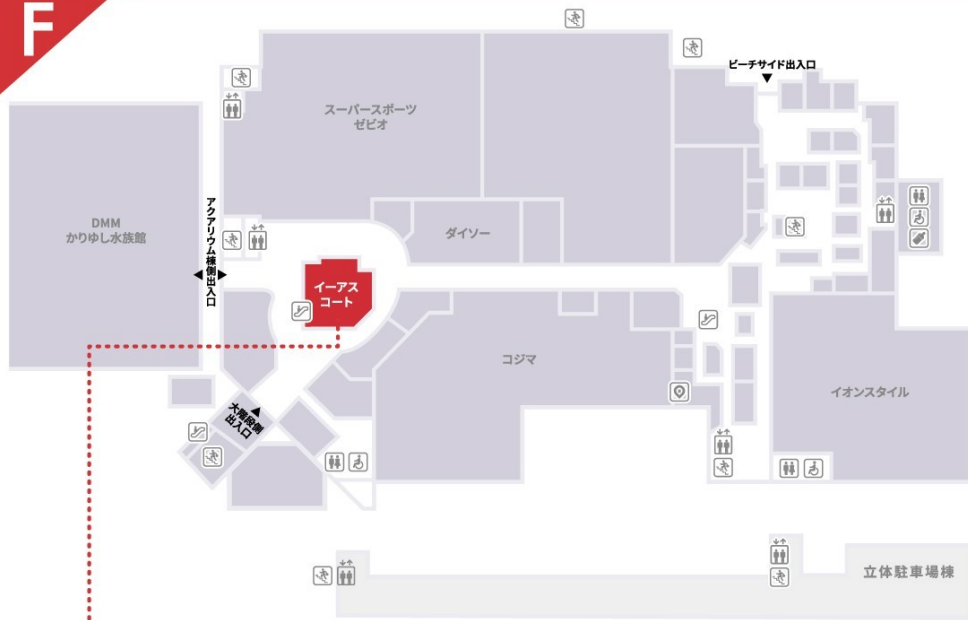 F
ビーチサイド出入口
スーパースポーツ
ゼビオ
DMM
かりゆし水族館
アクアリウム棟側出入口
ダイソー
イーアス
コート
コジマ
イオンスタイル
大階段側
出入口
立体駐車場棟